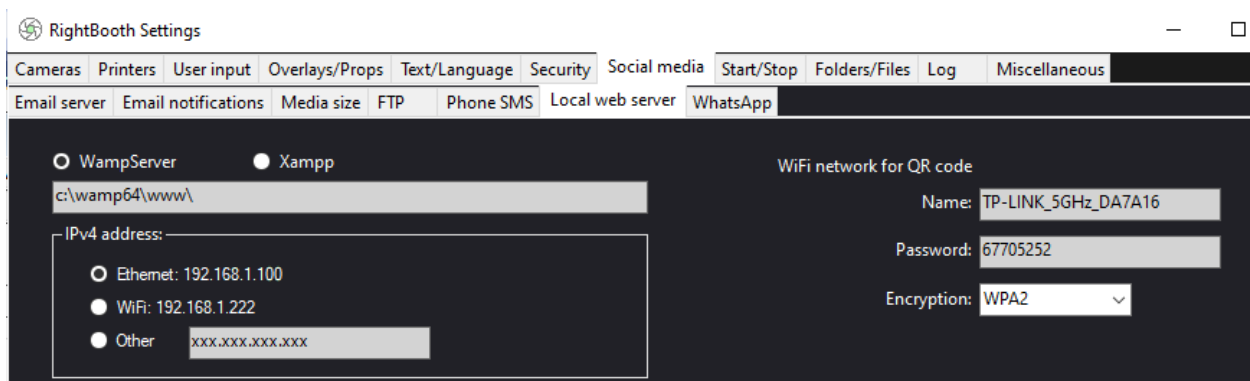 RightBooth Settings
Cameras Printers User input Overlays/Props Text/Language Security Social media Start/Stop Folders/Files Log Miscellaneous
Email server Email notifications Media size FTP Phone SMS Local web server WhatsApp
WampServer Xampp
c:\wamp64\www\
IPv4 address:
Ethernet: 192.168.1.100
WiFi: 192.168.1.222
Other xxx.xxx.xxx.xxx
WiFi network for QR code
Name: TP-LINK_5GHz_DA7A16
Password: 67705252
Encryption: WPA2